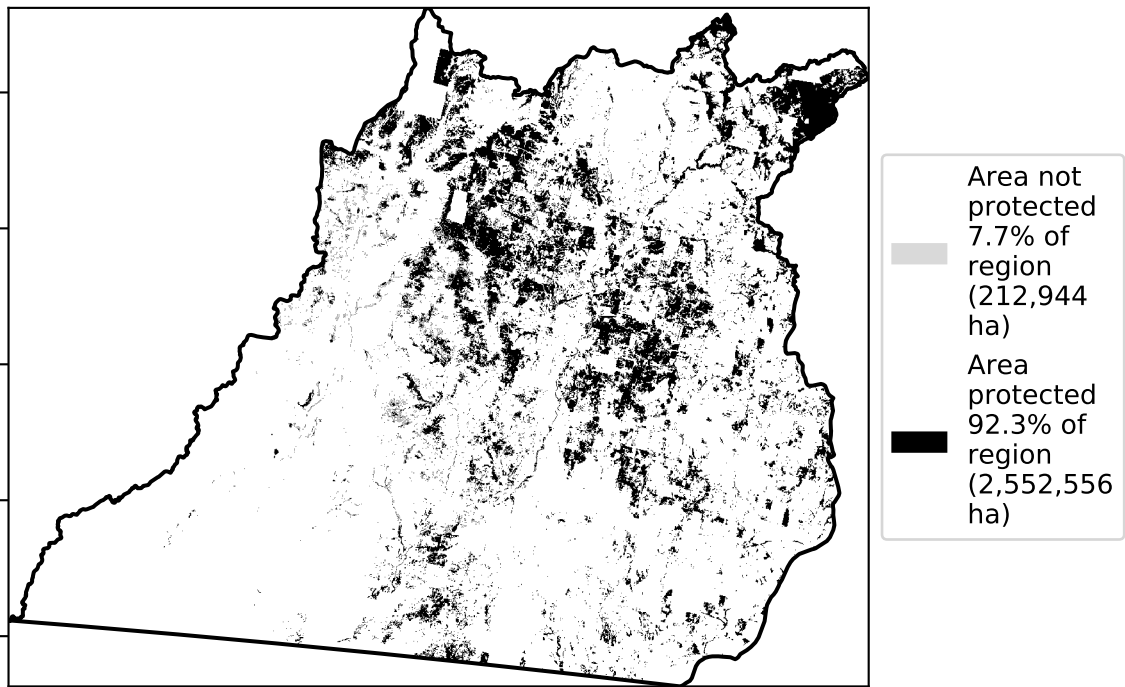 Area not
protected
7.7% of
region
(212,944
ha)
Area
protected
92.3% of
region
(2,552,556
ha)